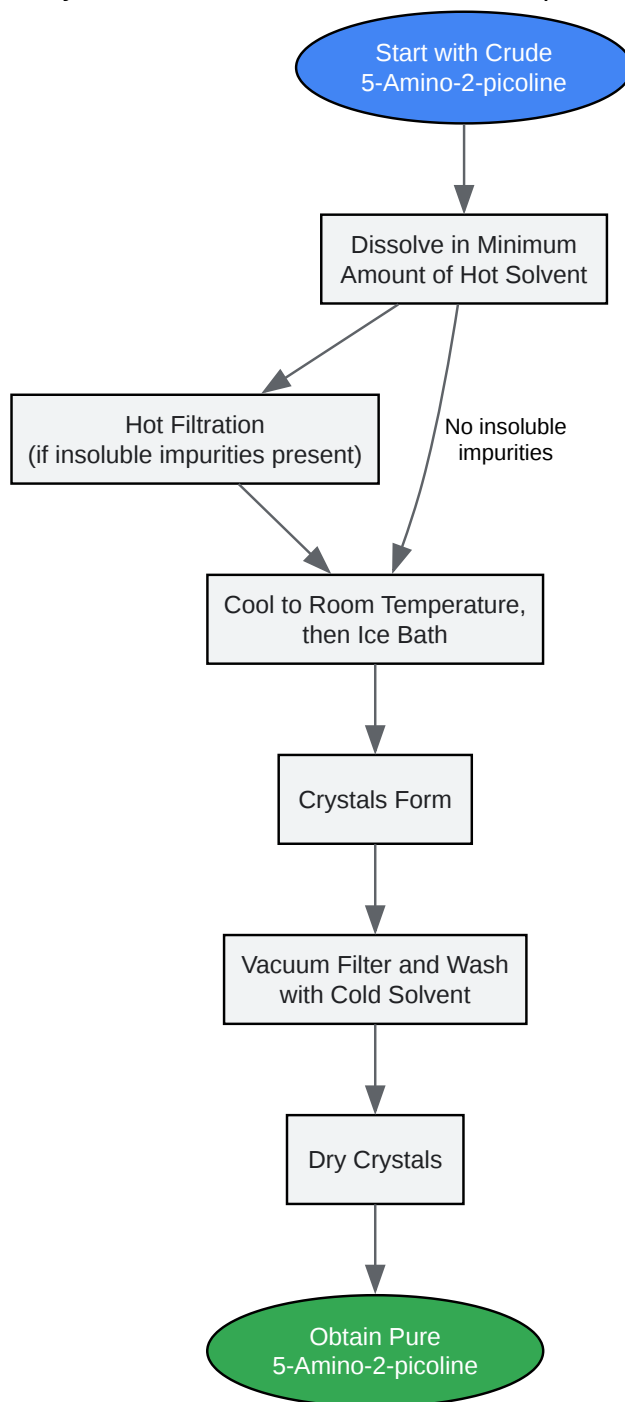 Start with Crude
5-Amino-2-picoline
Dissolve in Minimum
Amount of Hot Solvent
Hot Filtration
(if insoluble impurities present)
No insoluble
impurities
Cool to Room Temperature,
then Ice Bath
Crystals Form
Vacuum Filter and Wash
with Cold Solvent
Dry Crystals
Obtain Pure
5-Amino-2-picoline